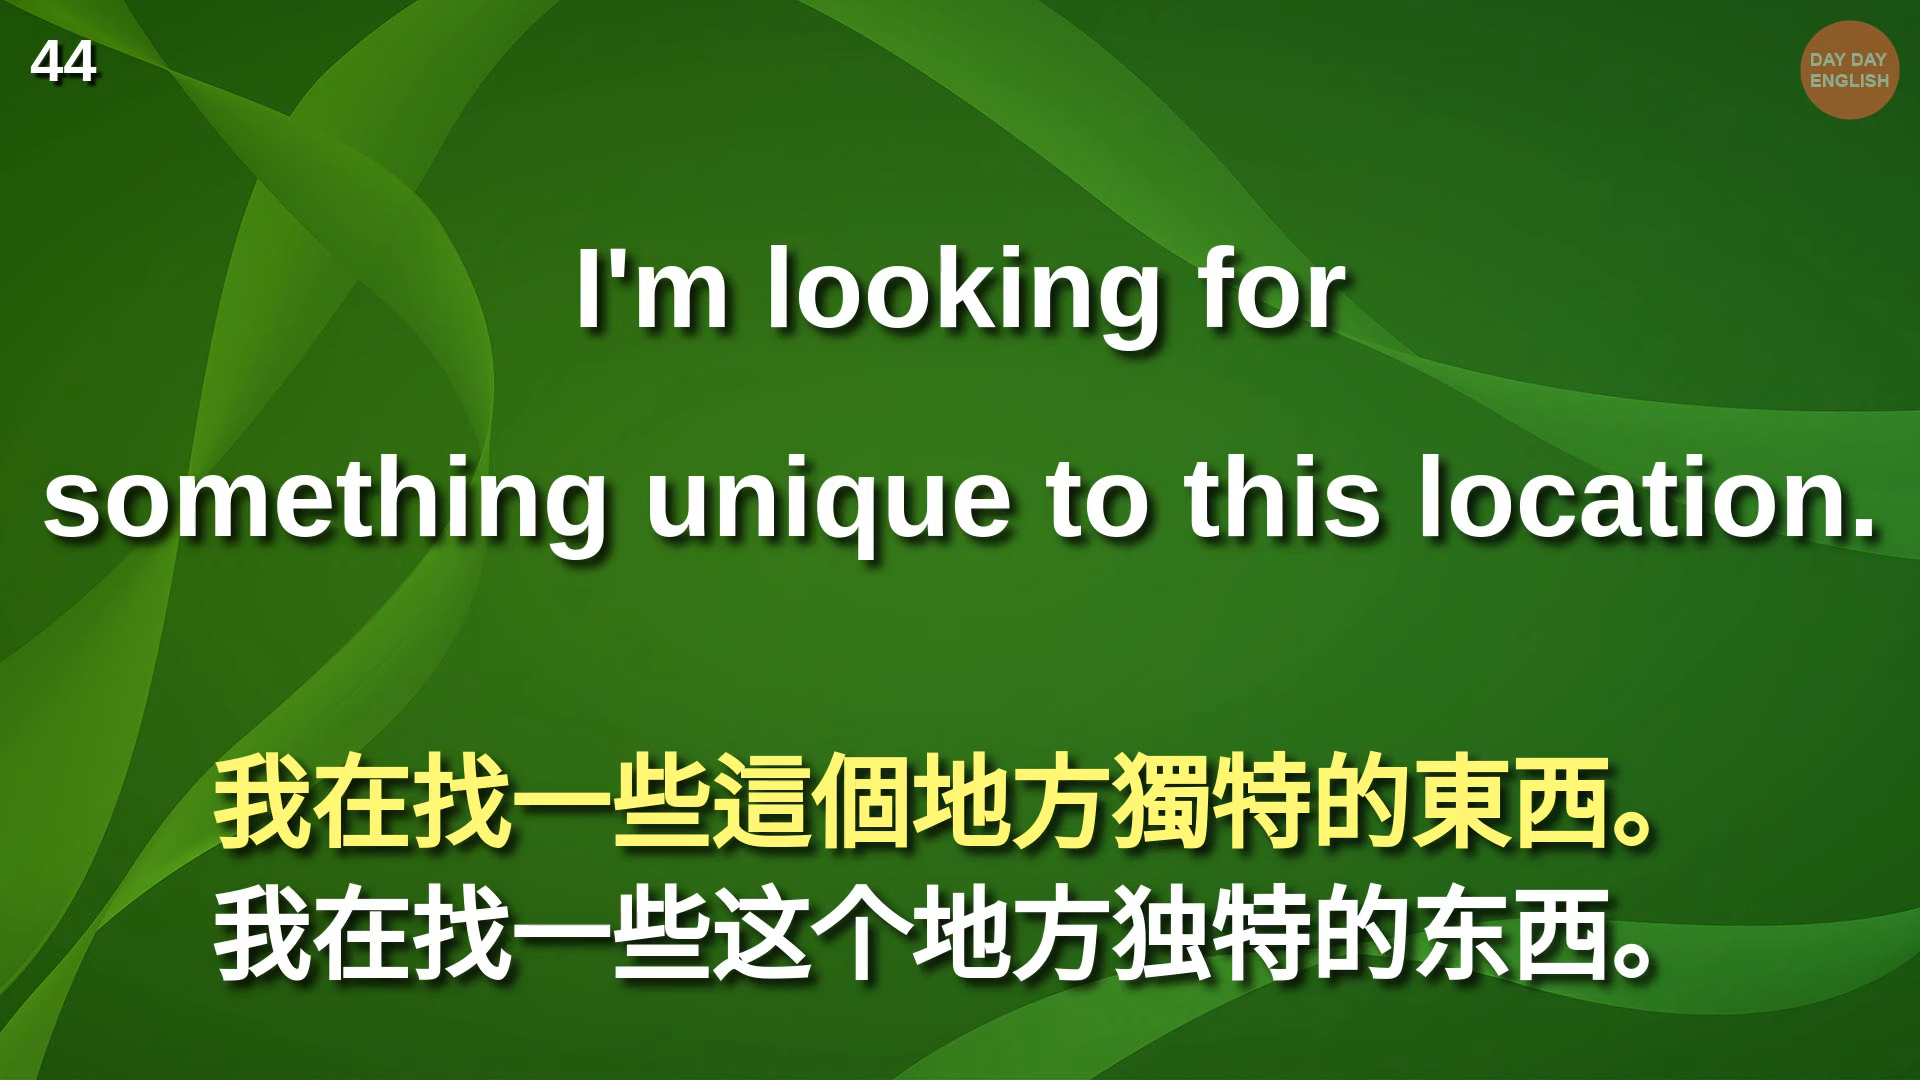 44
DAY DAY
ENGLISH
I'm looking for
something unique to this location.
我在找一些這個地方獨特的東西。
我在找一些这个地方独特的东西。